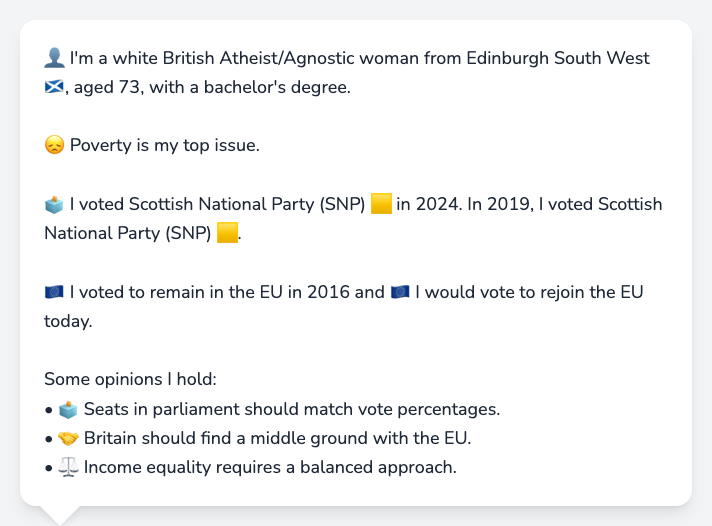 👤 I'm a white British Atheist/Agnostic woman from Edinburgh South West
🏴󠁧󠁢󠁳󠁣󠁴󠁿, aged 73, with a bachelor's degree.
😞 Poverty is my top issue.
🗳️ I voted Scottish National Party (SNP) 🟨 in 2024. In 2019, I voted Scottish
National Party (SNP) 🟨.
🇪🇺 I voted to remain in the EU in 2016 and 🇪🇺 I would vote to rejoin the EU
today.
Some opinions I hold:
• 🗳️ Seats in parliament should match vote percentages.
• 🤝 Britain should find a middle ground with the EU.
• ⚖️ Income equality requires a balanced approach.